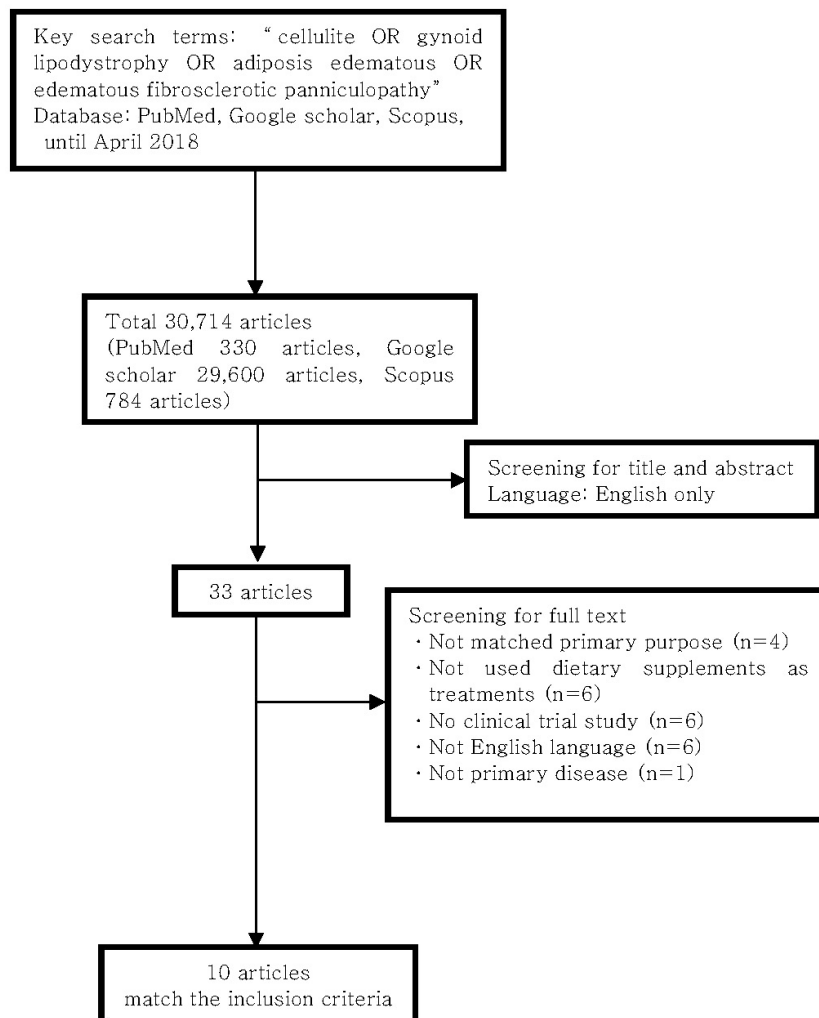 Key search terms: “cellulite OR gynoid
lipodystrophy OR adiposis edematous OR
edematous fibrosclerotic panniculopathy”
Database: PubMed, Google scholar, Scopus,
until April 2018
Total 30,714 articles
(PubMed 330 articles, Google
scholar 29,600 articles, Scopus
784 articles)
Screening for title and abstract
Language: English only
33 articles
Screening for full text
· Not matched primary purpose (n=4)
· Not used dietary supplements as
treatments (n=6)
· No clinical trial study (n=6)
· Not English language (n=6)
· Not primary disease (n=1)
10 articles
match the inclusion criteria